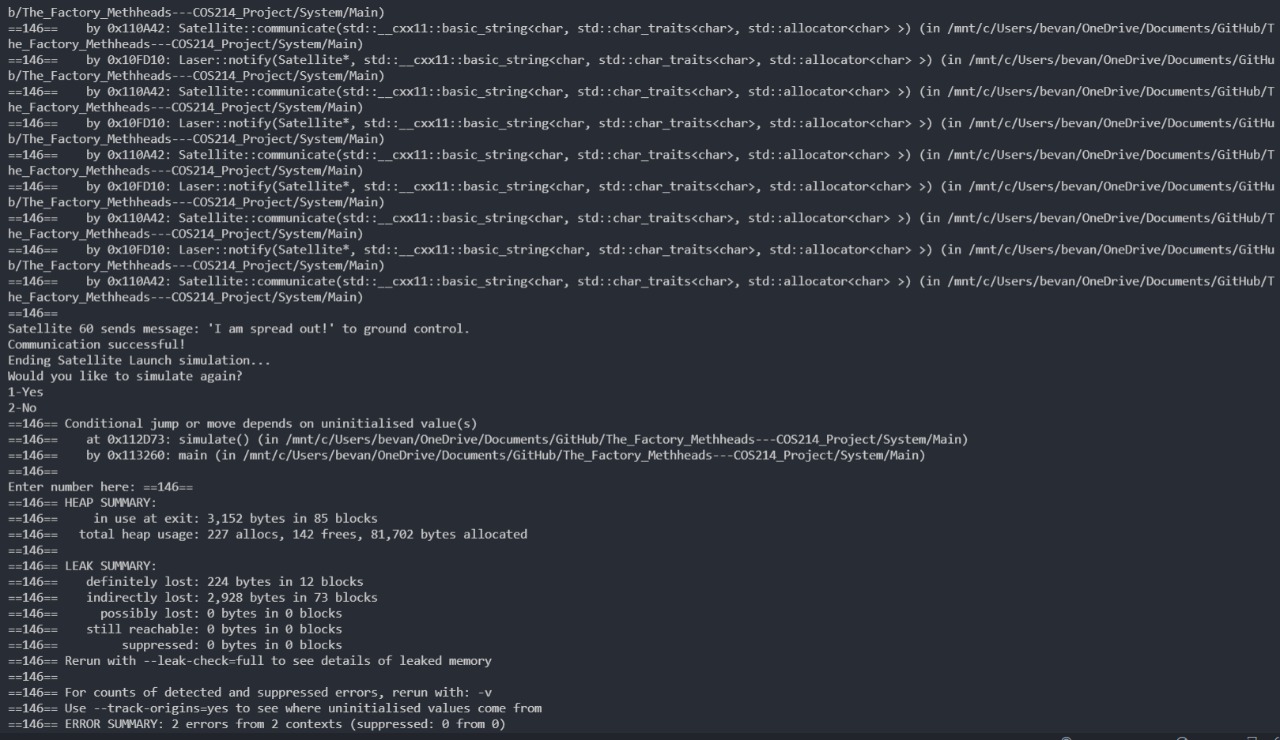 b/The_Factory_Methheads---COS214_Project/System/Main)
==146==    by 0x110A42: Satellite::communicate(std::__cxx11::basic_string<char, std::char_traits<char>, std::allocator<char> >) (in /mnt/c/Users/bevan/OneDrive/Documents/GitHub/T
he_Factory_Methheads---COS214_Project/System/Main)
==146==    by 0x10FD10: Laser::notify(Satellite*, std::__cxx11::basic_string<char, std::char_traits<char>, std::allocator<char> >) (in /mnt/c/Users/bevan/OneDrive/Documents/GitHu
b/The_Factory_Methheads---COS214_Project/System/Main)
==146==    by 0x110A42: Satellite::communicate(std::__cxx11::basic_string<char, std::char_traits<char>, std::allocator<char> >) (in /mnt/c/Users/bevan/OneDrive/Documents/GitHub/T
he_Factory_Methheads---COS214_Project/System/Main)
==146==    by 0x10FD10: Laser::notify(Satellite*, std::__cxx11::basic_string<char, std::char_traits<char>, std::allocator<char> >) (in /mnt/c/Users/bevan/OneDrive/Documents/GitHu
b/The_Factory_Methheads---COS214_Project/System/Main)
==146==    by 0x110A42: Satellite::communicate(std::__cxx11::basic_string<char, std::char_traits<char>, std::allocator<char> >) (in /mnt/c/Users/bevan/OneDrive/Documents/GitHub/T
he_Factory_Methheads---COS214_Project/System/Main)
==146==    by 0x10FD10: Laser::notify(Satellite*, std::__cxx11::basic_string<char, std::char_traits<char>, std::allocator<char> >) (in /mnt/c/Users/bevan/OneDrive/Documents/GitHu
b/The_Factory_Methheads---COS214_Project/System/Main)
==146==    by 0x110A42: Satellite::communicate(std::__cxx11::basic_string<char, std::char_traits<char>, std::allocator<char> >) (in /mnt/c/Users/bevan/OneDrive/Documents/GitHub/T
he_Factory_Methheads---COS214_Project/System/Main)
==146==    by 0x10FD10: Laser::notify(Satellite*, std::__cxx11::basic_string<char, std::char_traits<char>, std::allocator<char> >) (in /mnt/c/Users/bevan/OneDrive/Documents/GitHu
b/The_Factory_Methheads---COS214_Project/System/Main)
==146==    by 0x110A42: Satellite::communicate(std::__cxx11::basic_string<char, std::char_traits<char>, std::allocator<char> >) (in /mnt/c/Users/bevan/OneDrive/Documents/GitHub/T
he_Factory_Methheads---COS214_Project/System/Main)
==146==
Satellite 60 sends message: 'I am spread out!' to ground control.
Communication successful!
Ending Satellite Launch simulation...
Would you like to simulate again?
1-Yes
2-No
==146== Conditional jump or move depends on uninitialised value(s)
==146==    at 0x112D73: simulate() (in /mnt/c/Users/bevan/OneDrive/Documents/GitHub/The_Factory_Methheads---COS214_Project/System/Main)
==146==    by 0x113260: main (in /mnt/c/Users/bevan/OneDrive/Documents/GitHub/The_Factory_Methheads---COS214_Project/System/Main)
==146==
Enter number here: ==146==
==146== HEAP SUMMARY:
==146==     in use at exit: 3,152 bytes in 85 blocks
==146==   total heap usage: 227 allocs, 142 frees, 81,702 bytes allocated
==146==
==146== LEAK SUMMARY:
==146==    definitely lost: 224 bytes in 12 blocks
==146==    indirectly lost: 2,928 bytes in 73 blocks
==146==      possibly lost: 0 bytes in 0 blocks
==146==    still reachable: 0 bytes in 0 blocks
==146==         suppressed: 0 bytes in 0 blocks
==146== Rerun with --leak-check=full to see details of leaked memory
==146==
==146== For counts of detected and suppressed errors, rerun with: -v
==146== Use --track-origins=yes to see where uninitialised values come from
==146== ERROR SUMMARY: 2 errors from 2 contexts (suppressed: 0 from 0)